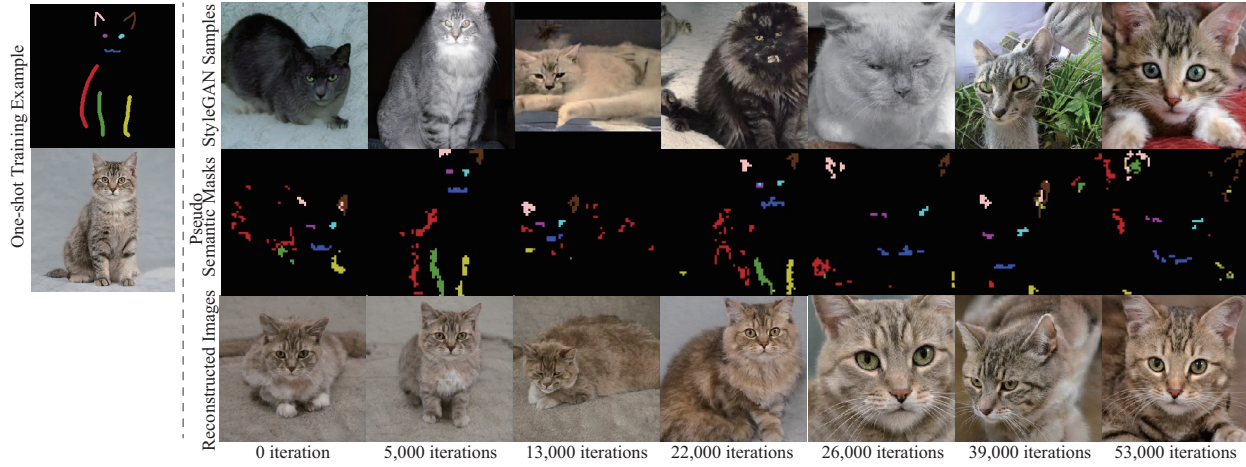 One-shot Training Example
StyleGAN Samples
Pseudo
Semantic Masks
Reconstructed Images
0 iteration
5,000 iterations
13,000 iterations
22,000 iterations
26,000 iterations
39,000 iterations
53,000 iterations